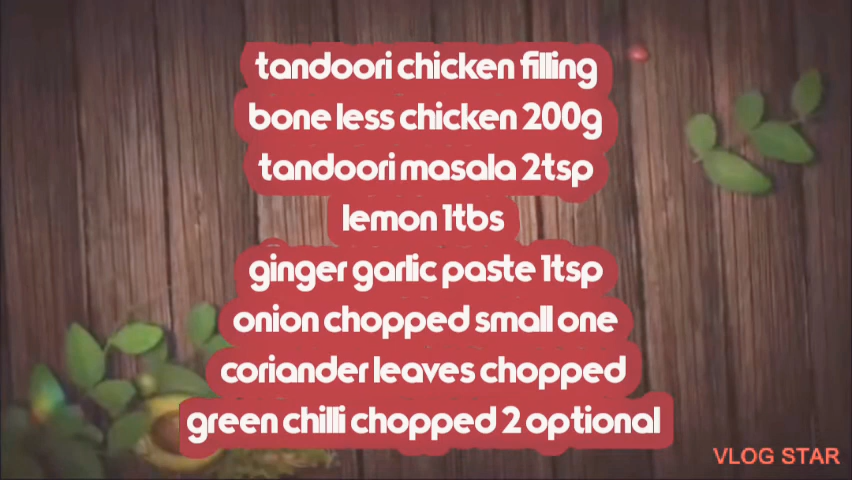 tandoori chicken filling
bone less chicken 200g
tandoori masala 2tsp
lemon 1tbs
ginger garlic paste 1tsp
onion chopped small one
coriander leaves chopped
green chilli chopped 2 optional
VLOG STAR